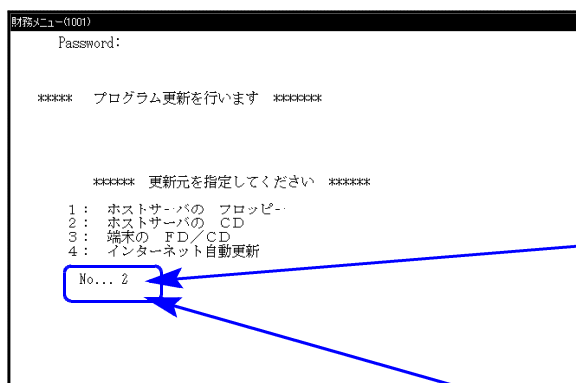 財務メニュー(1001)
Password:
***** プログラム更新を行います *******
****** 更新元を指定してください ******
1: ホストサーバの フロッピー
2: ホストサーバの CD
3: 端末の FD/CD
4: インターネット自動更新
No... 2